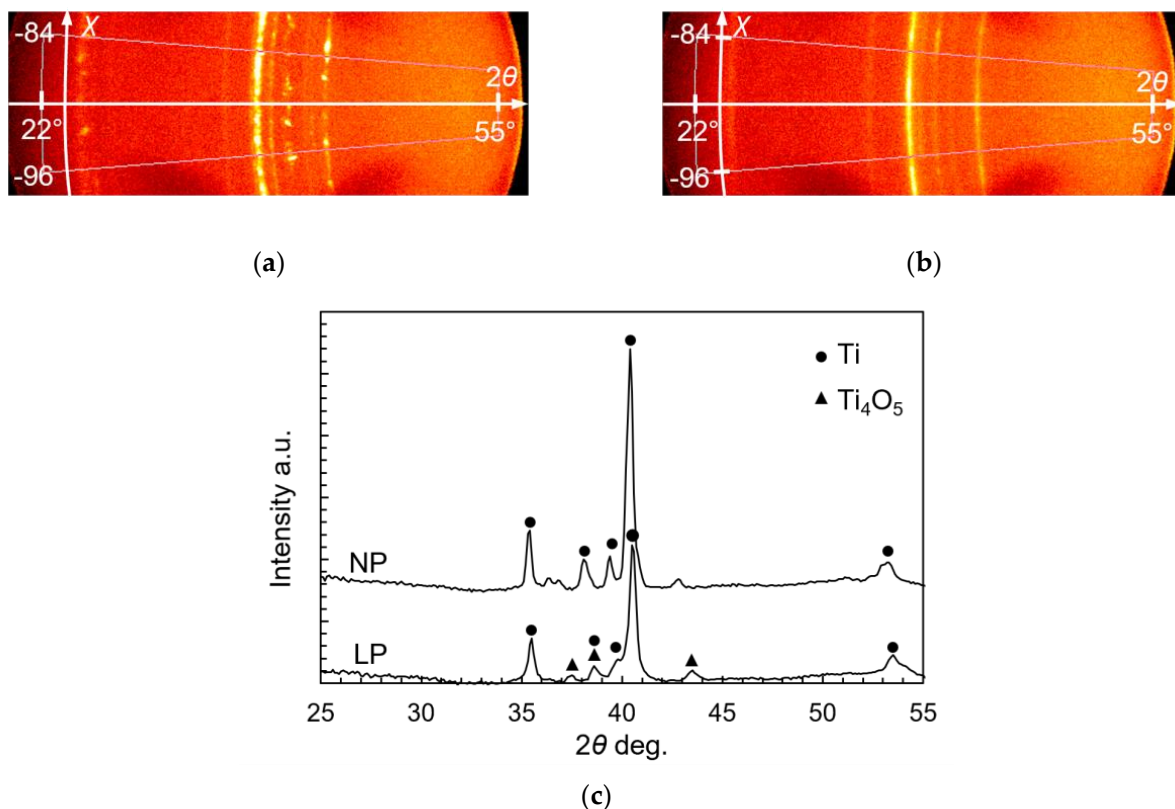 -84
χ
2θ
22°
55°
-96
(a)
-84
χ
2θ
22°
55°
-96
(b)
Intensity a.u.
● Ti
▲ Ti₄O₅
NP
LP
25 30 35 40 45 50 55
2θ deg.
(c)